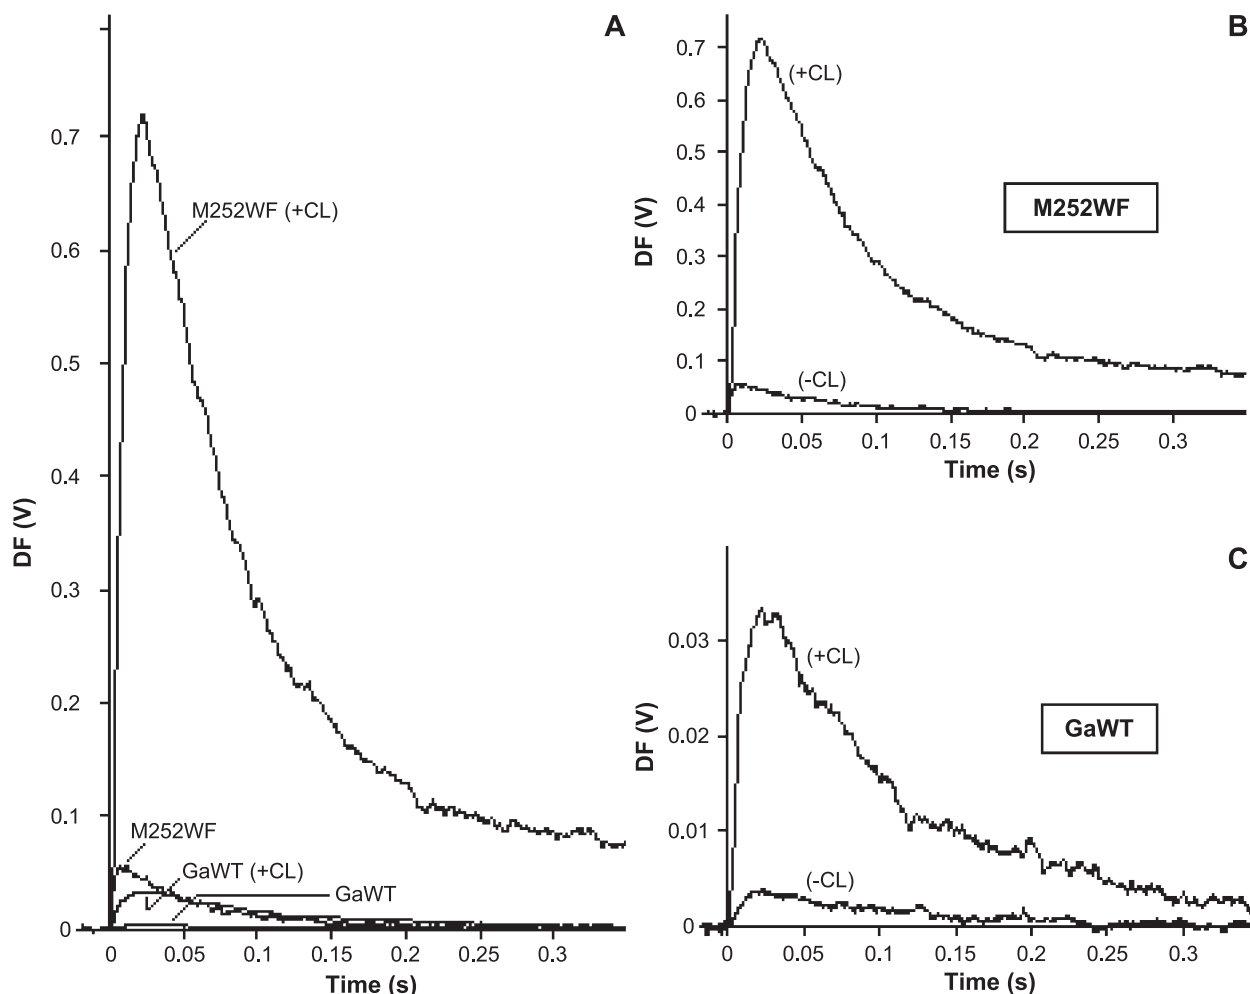 A
0.7
0.6
0.5
0.4
0.3
0.2
0.1
0
DF (V)
M252WF (+CL)
M252WF
GaWT (+CL)
GaWT
0 0.05 0.1 0.15 0.2 0.25 0.3
Time (s)
B
0.7
0.6
0.5
0.4
0.3
0.2
0.1
0
DF (V)
(+CL)
M252WF
(-CL)
0 0.05 0.1 0.15 0.2 0.25 0.3
Time (s)
C
0.03
0.02
0.01
0
DF (V)
(+CL)
GaWT
(-CL)
0 0.05 0.1 0.15 0.2 0.25 0.3
Time (s)